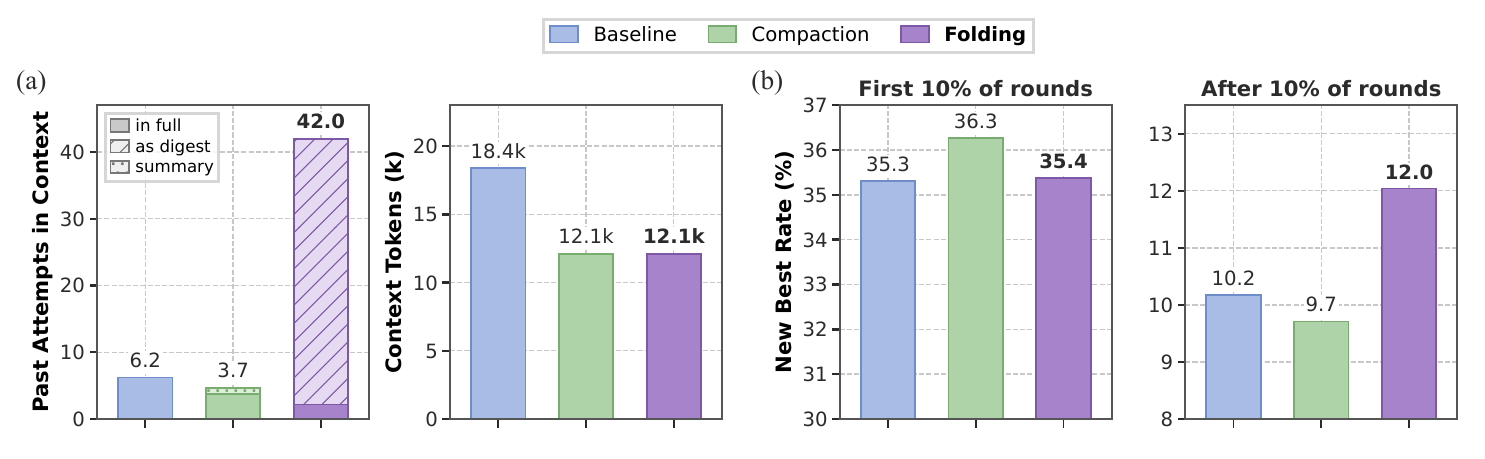 Baseline Compaction Folding
(a)
Past Attempts in Context
0
10
20
30
40
in full
as digest
summary
6.2
3.7
42.0
Context Tokens (k)
0
5
10
15
20
18.4k
12.1k
12.1k
(b)
First 10% of rounds
New Best Rate (%)
30
31
32
33
34
35
36
37
35.3
36.3
35.4
After 10% of rounds
8
9
10
11
12
13
10.2
9.7
12.0